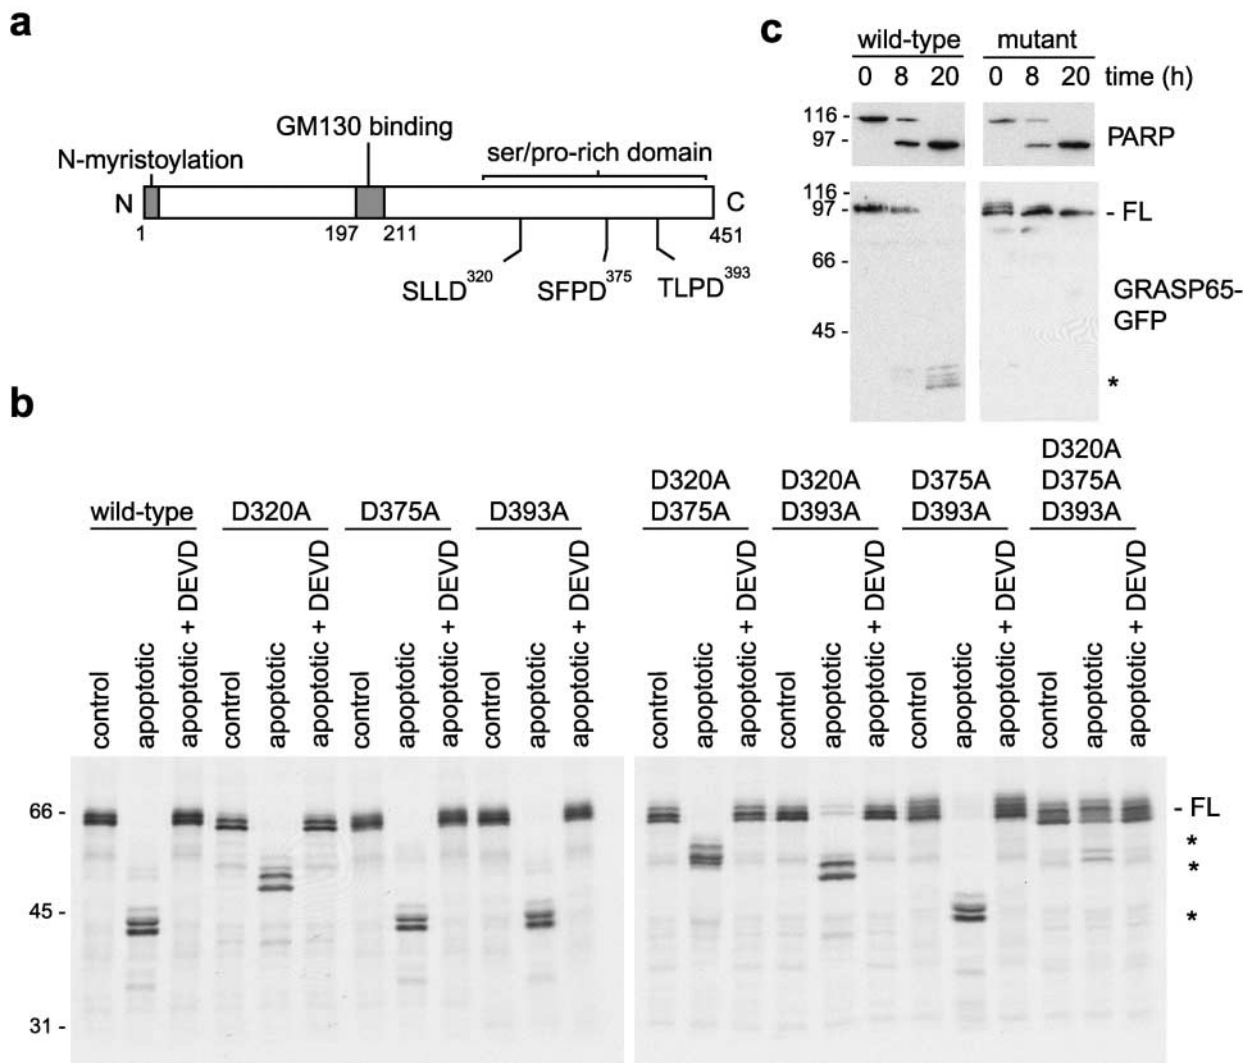 a
N-myristoylation
GM130 binding
ser/pro-rich domain
N
C
1
197
211
451
SLLD320
SFPD375
TLPD393
c
wild-type
mutant
0 8 20 0 8 20 time (h)
116 -
97 -
PARP
116 -
97 -
- FL
66 -
GRASP65-
GFP
45 -
*
b
wild-type
D320A
D375A
D393A
D320A
D375A
D320A
D393A
D375A
D393A
D320A
D375A
D393A
control
apoptotic
apoptotic + DEVD
control
apoptotic
apoptotic + DEVD
control
apoptotic
apoptotic + DEVD
control
apoptotic
apoptotic + DEVD
control
apoptotic
apoptotic + DEVD
control
apoptotic
apoptotic + DEVD
control
apoptotic
apoptotic + DEVD
control
apoptotic
apoptotic + DEVD
66 -
- FL
*
*
45 -
*
31 -